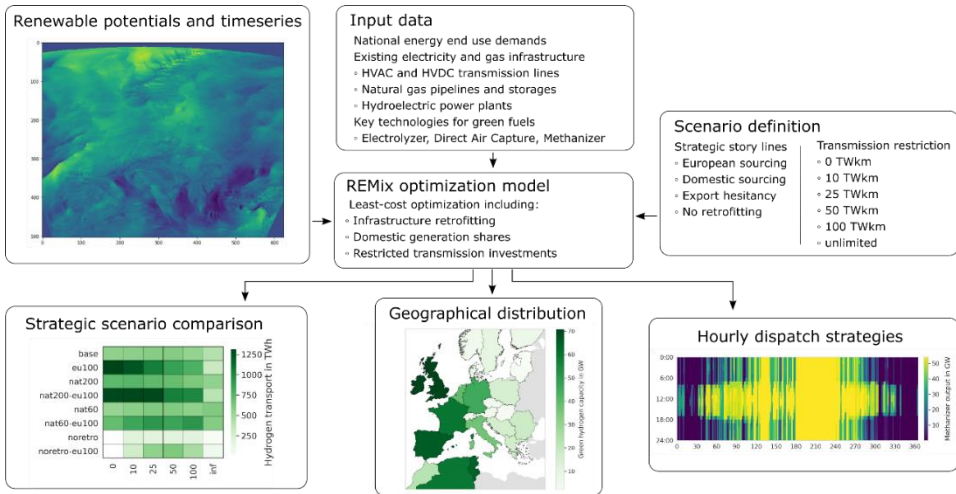 Renewable potentials and timeseries
0
100
200
300
400
500
0
100
200
300
400
500
600
Input data
National energy end use demands
Existing electricity and gas infrastructure
▫ HVAC and HVDC transmission lines
▫ Natural gas pipelines and storages
▫ Hydroelectric power plants
Key technologies for green fuels
▫ Electrolyzer, Direct Air Capture, Methanizer
Scenario definition
Strategic story lines
▫ European sourcing
▫ Domestic sourcing
▫ Export hesitancy
▫ No retrofitting
Transmission restriction
▫ 0 TWkm
▫ 10 TWkm
▫ 25 TWkm
▫ 50 TWkm
▫ 100 TWkm
▫ unlimited
REMix optimization model
Least-cost optimization including:
▫ Infrastructure retrofitting
▫ Domestic generation shares
▫ Restricted transmission investments
Strategic scenario comparison
base
eu100
nat200
nat200-eu100
nat60
nat60-eu100
noretro
noretro-eu100
0
10
25
50
100
inf
1250
1000
750
500
250
Hydrogen transport in TWh
Geographical distribution
70
60
50
40
30
20
10
Green hydrogen capacity in GW
Hourly dispatch strategies
0:00
6:00
12:00
18:00
24:00
0
30
60
90
120
150
180
210
240
270
300
330
360
50
40
30
20
10
0
Methanizer output in GW